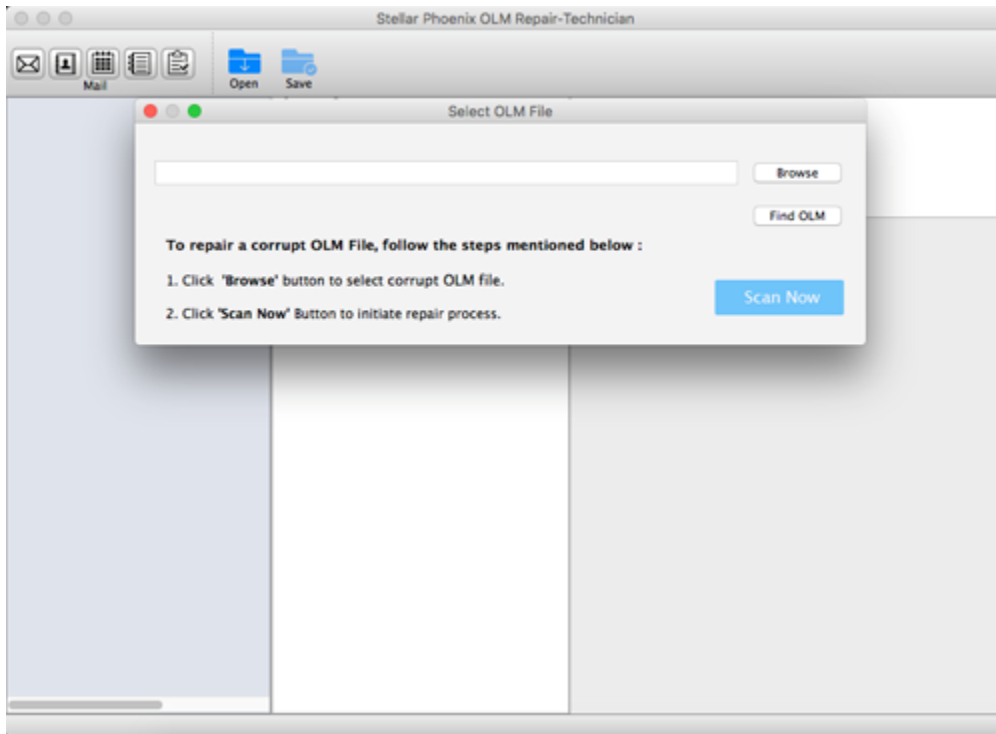 Stellar Phoenix OLM Repair-Technician
Mail
Open
Save
Select OLM File
Browse
Find OLM
To repair a corrupt OLM File, follow the steps mentioned below :
1. Click 'Browse' button to select corrupt OLM file.
2. Click 'Scan Now' Button to initiate repair process.
Scan Now